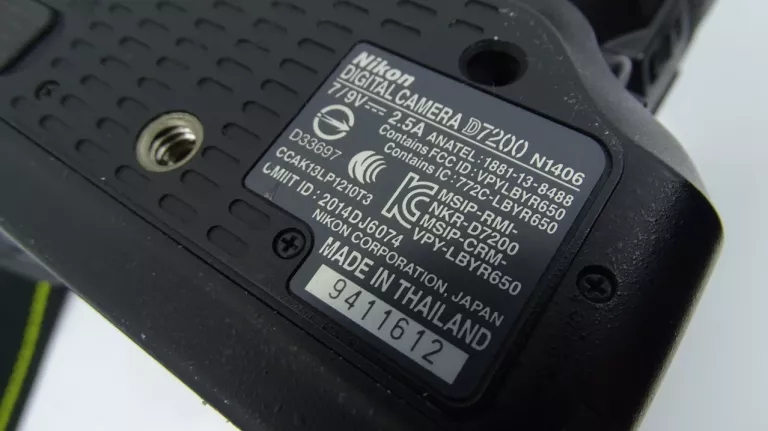 Nikon
DIGITAL CAMERA D7200 N1406
7/9V⎓ 2.5A ANATEL: 1881-13-8488
Contains FCC ID: VPYLBYR650
Contains IC: 772C-LBYR650
D33697
CCAK13LP1210T3
CMIIT ID: 2014DJ6074
MSIP-RMI-
NKR-D7200
MSIP-CRM-
VPY-LBYR650
NIKON CORPORATION, JAPAN
MADE IN THAILAND
9411612